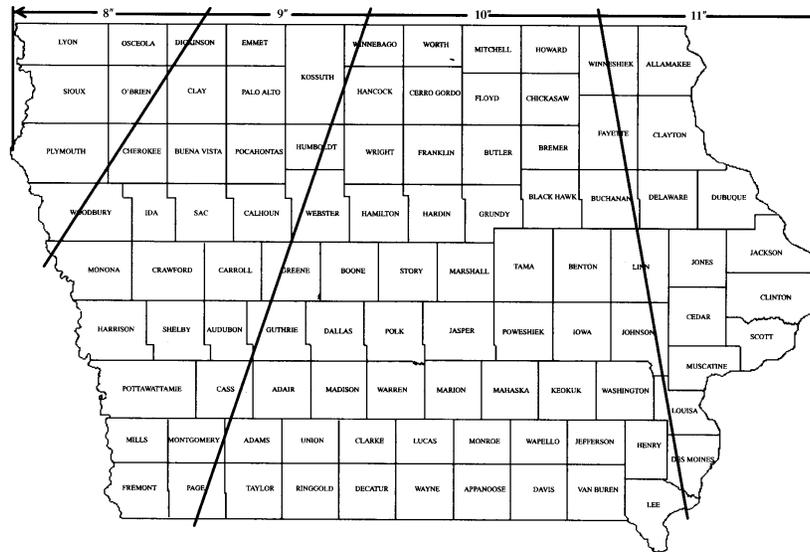 8" 9" 10" 11"
LYON OSCEOLA DICKINSON EMMET WINNEBAGO WORTH MITCHELL HOWARD WINNESHIEK ALLAMAKEE
KOSSUTH
SIOUX O'BRIEN CLAY PALO ALTO HANCOCK CERRO GORDO FLOYD CHICKASAW
FAYETTE CLAYTON
PLYMOUTH CHEROKEE BUENA VISTA POCAHONTAS HUMBOLDT WRIGHT FRANKLIN BUTLER BREMER
WOODBURY IDA SAC CALHOUN WEBSTER HAMILTON HARDIN GRUNDY BLACK HAWK BUCHANAN DELAWARE DUBUQUE
MONONA CRAWFORD CARROLL GREENE BOONE STORY MARSHALL TAMA BENTON LINN JONES JACKSON
CLINTON
HARRISON SHELBY AUDUBON GUTHRIE DALLAS POLK JASPER POWESHIEK IOWA JOHNSON CEDAR SCOTT
MUSCATINE
POTTAWATTAMIE CASS ADAIR MADISON WARREN MARION MAHASKA KEOKUK WASHINGTON
LOUISA
MILLS MONTGOMERY ADAMS UNION CLARKE LUCAS MONROE WAPELLO JEFFERSON HENRY DES MOINES
FREMONT PAGE TAYLOR RINGGOLD DECATUR WAYNE APPANOOSE DAVIS VAN BUREN LEE